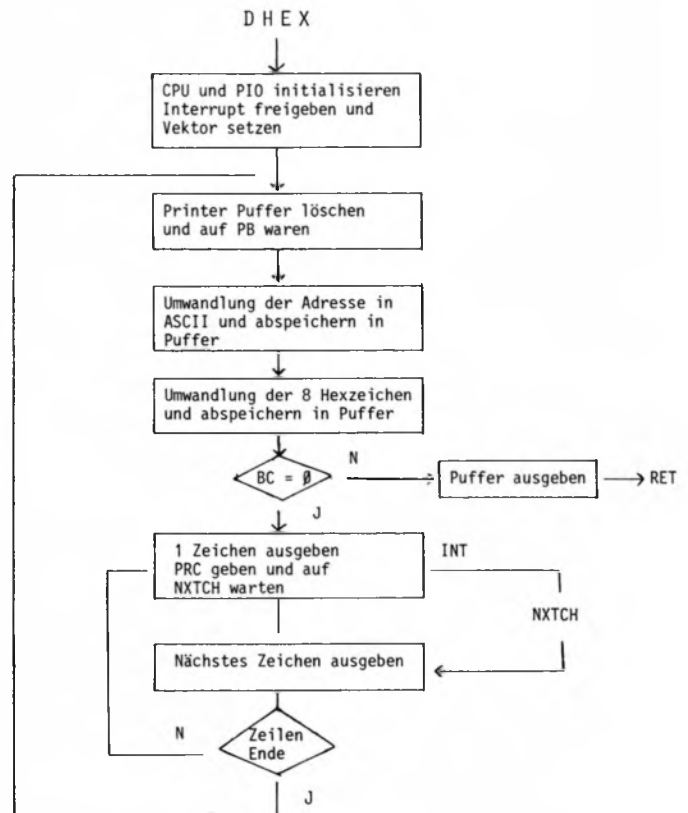 DHEX
CPU und PIO initialisieren
Interrupt freigeben und
Vektor setzen
Printer Puffer löschen
und auf PB waren
Umwandlung der Adresse in
ASCII und abspeichern in
Puffer
Umwandlung der 8 Hexzeichen
und abspeichern in Puffer
BC = Ø
N
Puffer ausgeben
RET
J
1 Zeichen ausgeben
PRC geben und auf
NXTCH warten
INT
NXTCH
Nächstes Zeichen ausgeben
N
Zeilen
Ende
J